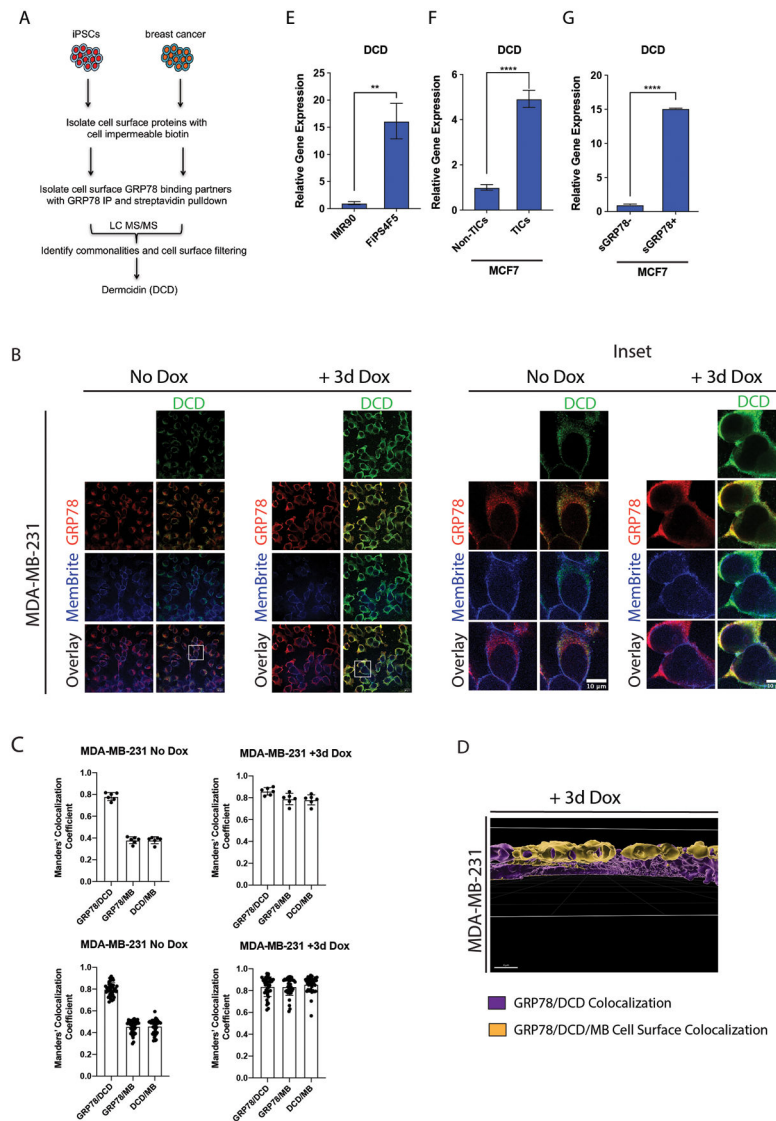 A
iPSCs
breast cancer
Isolate cell surface proteins with
cell impermeable biotin
Isolate cell surface GRP78 binding partners
with GRP78 IP and streptavidin pulldown
LC MS/MS
Identify commonalities and cell surface filtering
Dermcidin (DCD)
E
DCD
Relative Gene Expression
25
20
15
10
5
0
**
IMR90
FiPS4F5
F
DCD
Relative Gene Expression
6
4
2
0
****
Non-TICs
TICs
MCF7
G
DCD
Relative Gene Expression
20
15
10
5
0
****
sGRP78-
sGRP78+
MCF7
B
Inset
No Dox
+ 3d Dox
No Dox
+ 3d Dox
MDA-MB-231
DCD
DCD
DCD
DCD
GRP78
MemBrite
Overlay
GRP78
MemBrite
Overlay
GRP78
MemBrite
Overlay
10 μm
GRP78
MemBrite
Overlay
C
MDA-MB-231 No Dox
Manders' Colocalization
Coefficient
1.0
0.8
0.6
0.4
0.2
0.0
GRP78/DCD
GRP78/MB
DCD/MB
MDA-MB-231 +3d Dox
Manders' Colocalization
Coefficient
1.0
0.8
0.6
0.4
0.2
0.0
GRP78/DCD
GRP78/MB
DCD/MB
MDA-MB-231 No Dox
Manders' Colocalization
Coefficient
1.0
0.8
0.6
0.4
0.2
0.0
GRP78/DCD
GRP78/MB
DCD/MB
MDA-MB-231 +3d Dox
Manders' Colocalization
Coefficient
1.0
0.8
0.6
0.4
0.2
0.0
GRP78/DCD
GRP78/MB
DCD/MB
D
+ 3d Dox
MDA-MB-231
GRP78/DCD Colocalization
GRP78/DCD/MB Cell Surface Colocalization